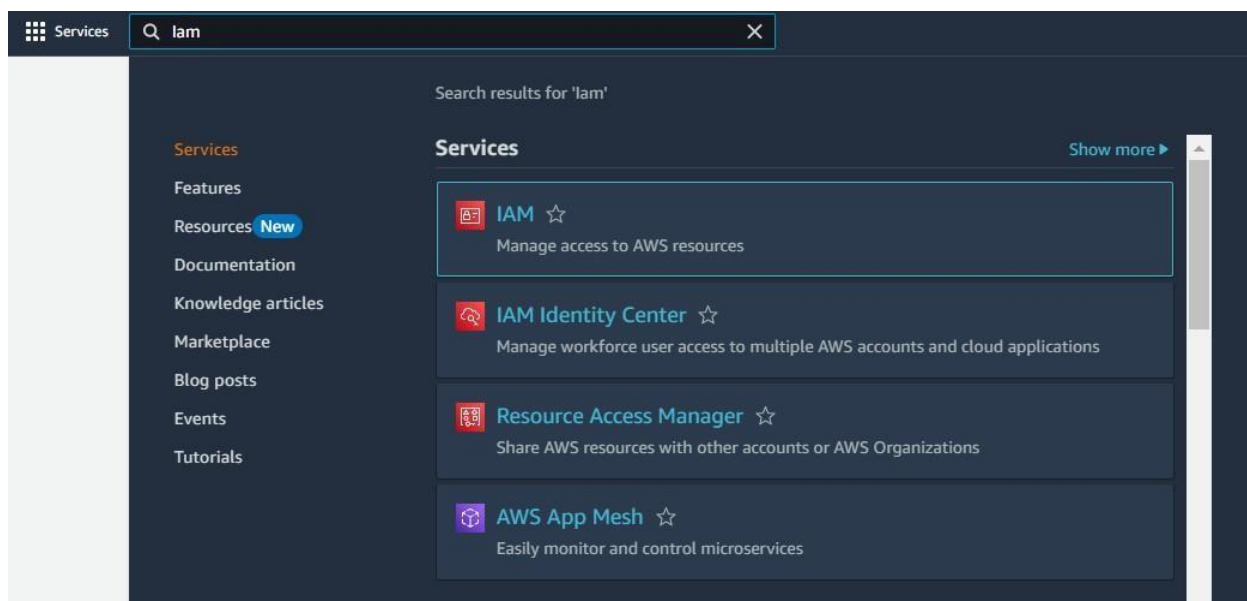 Services
Iam
Search results for 'Iam'
Services
Features
Resources New
Documentation
Knowledge articles
Marketplace
Blog posts
Events
Tutorials
Services
Show more
IAM
Manage access to AWS resources
IAM Identity Center
Manage workforce user access to multiple AWS accounts and cloud applications
Resource Access Manager
Share AWS resources with other accounts or AWS Organizations
AWS App Mesh
Easily monitor and control microservices